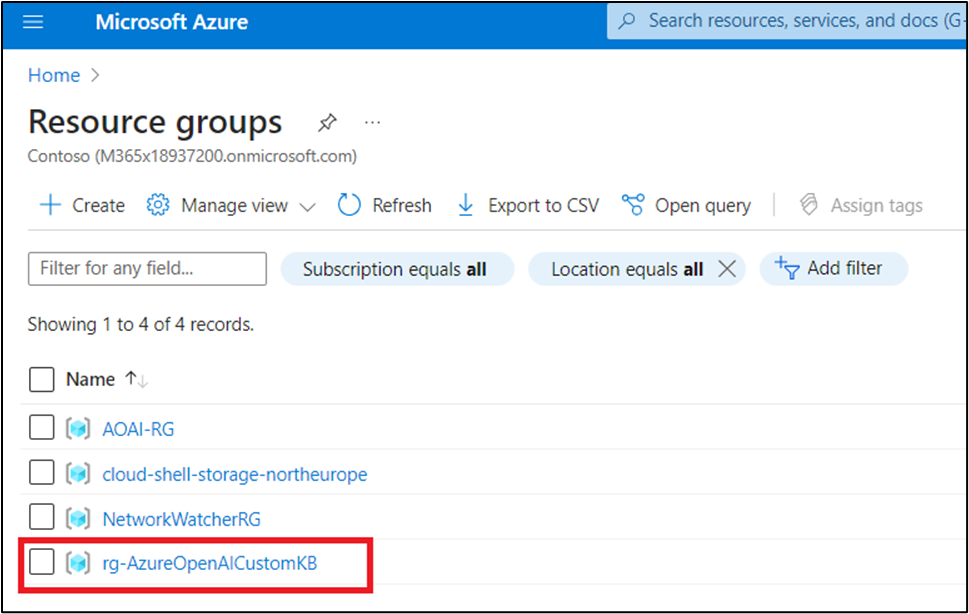 Microsoft Azure
Search resources, services, and docs (G-
Home
Resource groups
Contoso (M365x18937200.onmicrosoft.com)
Create Manage view Refresh Export to CSV Open query Assign tags
Filter for any field... Subscription equals all Location equals all Add filter
Showing 1 to 4 of 4 records.
Name
AOAI-RG
cloud-shell-storage-northeurope
NetworkWatcherRG
rg-AzureOpenAICustomKB